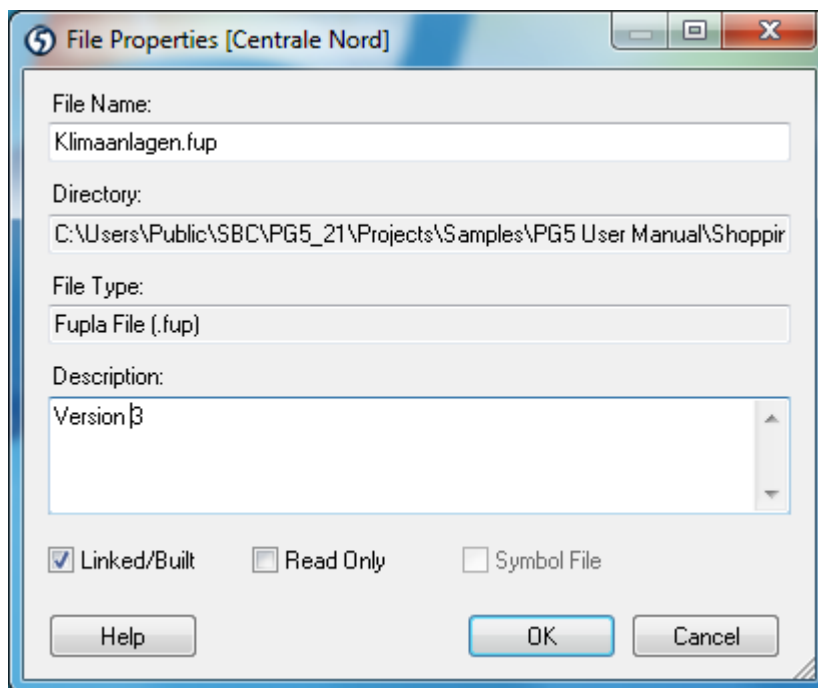 File Properties [Centrale Nord]
File Name:
Klimaanlagen.fup
Directory:
C:\Users\Public\SBC\PG5_21\Projects\Samples\PG5 User Manual\Shoppin
File Type:
Fupla File (.fup)
Description:
Version 3
Linked/Built Read Only Symbol File
Help OK Cancel